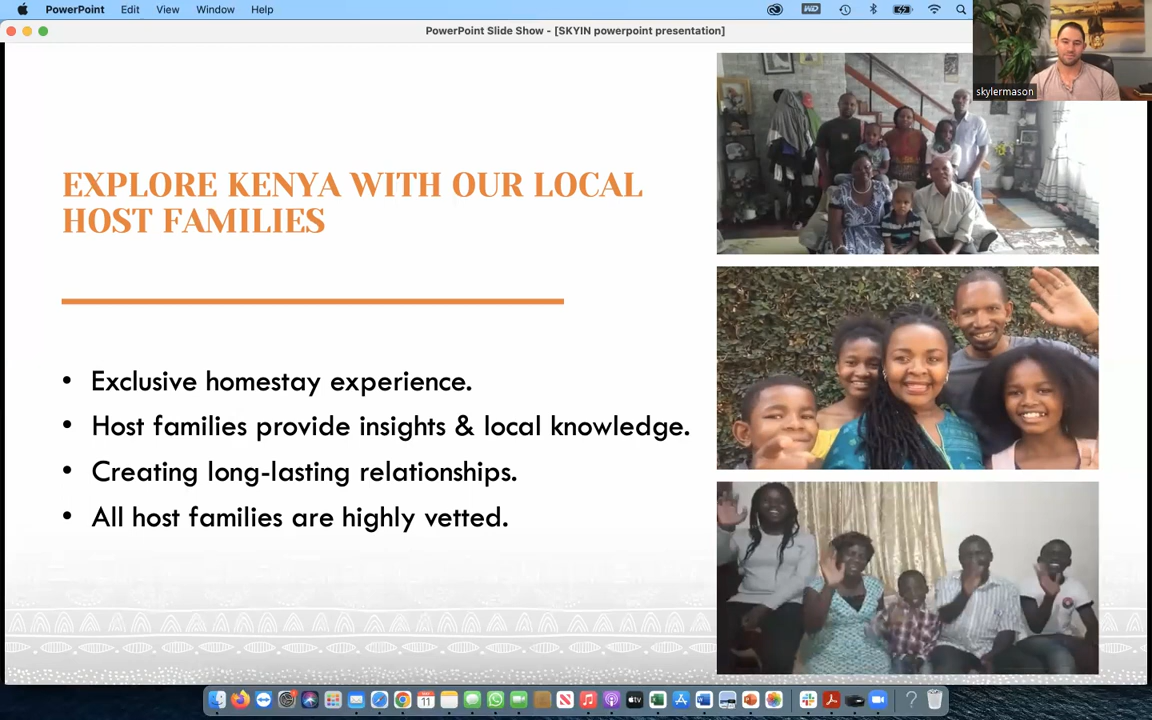 PowerPoint Edit View Window Help
PowerPoint Slide Show - [SKYIN powerpoint presentation]
skylermason
EXPLORE KENYA WITH OUR LOCAL
HOST FAMILIES
• Exclusive homestay experience.
• Host families provide insights & local knowledge.
• Creating long-lasting relationships.
• All host families are highly vetted.
11